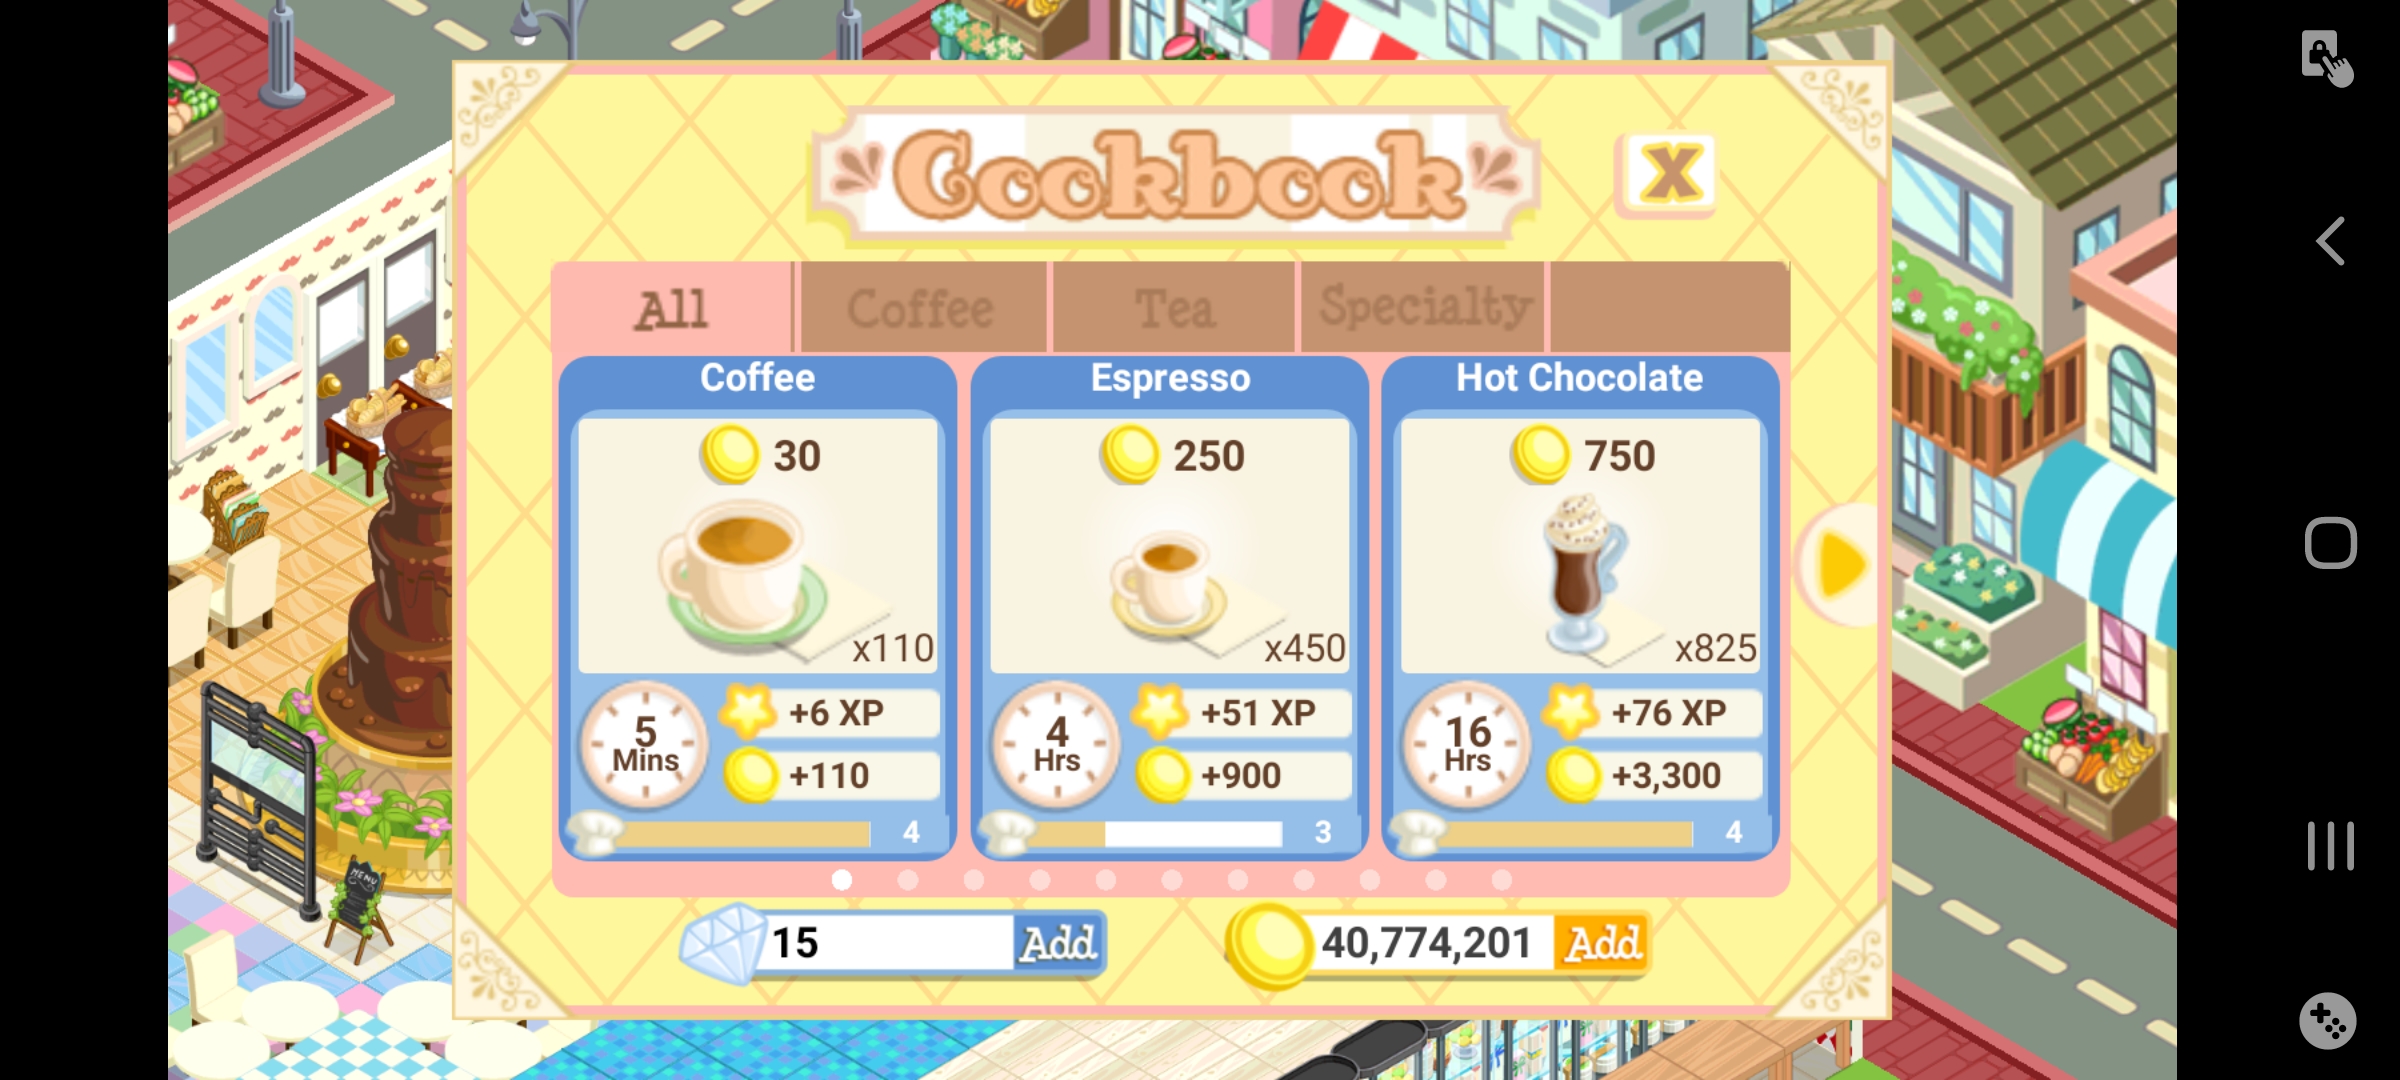 Cookbook
X
All Coffee Tea Specialty
Coffee Espresso Hot Chocolate
30 250 750
x110 x450 x825
5 Mins +6 XP +110
4 Hrs +51 XP +900
16 Hrs +76 XP +3,300
4 3 4
MENU
15 Add 40,774,201 Add